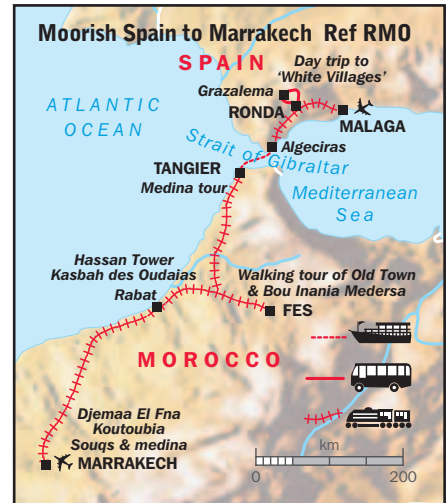 Moorish Spain to Marrakech Ref RMO
SPAIN
Day trip to
‘White Villages’
Grazalema
RONDA
MALAGA
ATLANTIC
OCEAN
Algeciras
Strait of Gibraltar
TANGIER
Medina tour
Mediterranean
Sea
Hassan Tower
Kasbah des Oudaias
Rabat
Walking tour of Old Town
& Bou Inania Medersa
FES
MOROCCO
Djemaa El Fna
Koutoubia
Souqs & medina
MARRAKECH
km
0 200